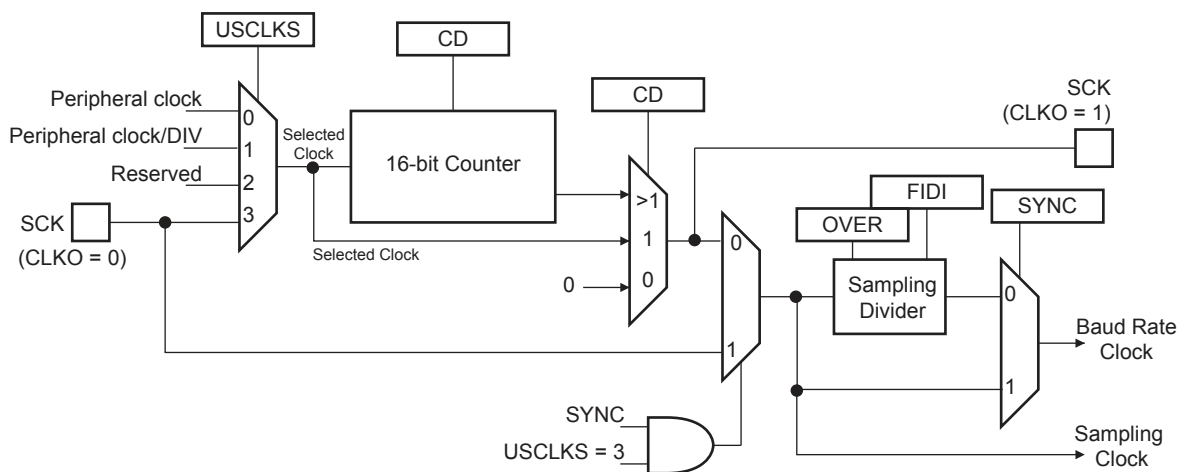 USCLKS
CD
CD
SCK
(CLKO = 1)
Peripheral clock
Peripheral clock/DIV
Reserved
SCK
(CLKO = 0)
0
1
2
3
Selected
Clock
16-bit Counter
Selected Clock
0
>1
1
0
0
1
FIDI
OVER
SYNC
Sampling
Divider
0
1
Baud Rate
Clock
SYNC
USCLKS = 3
Sampling
Clock